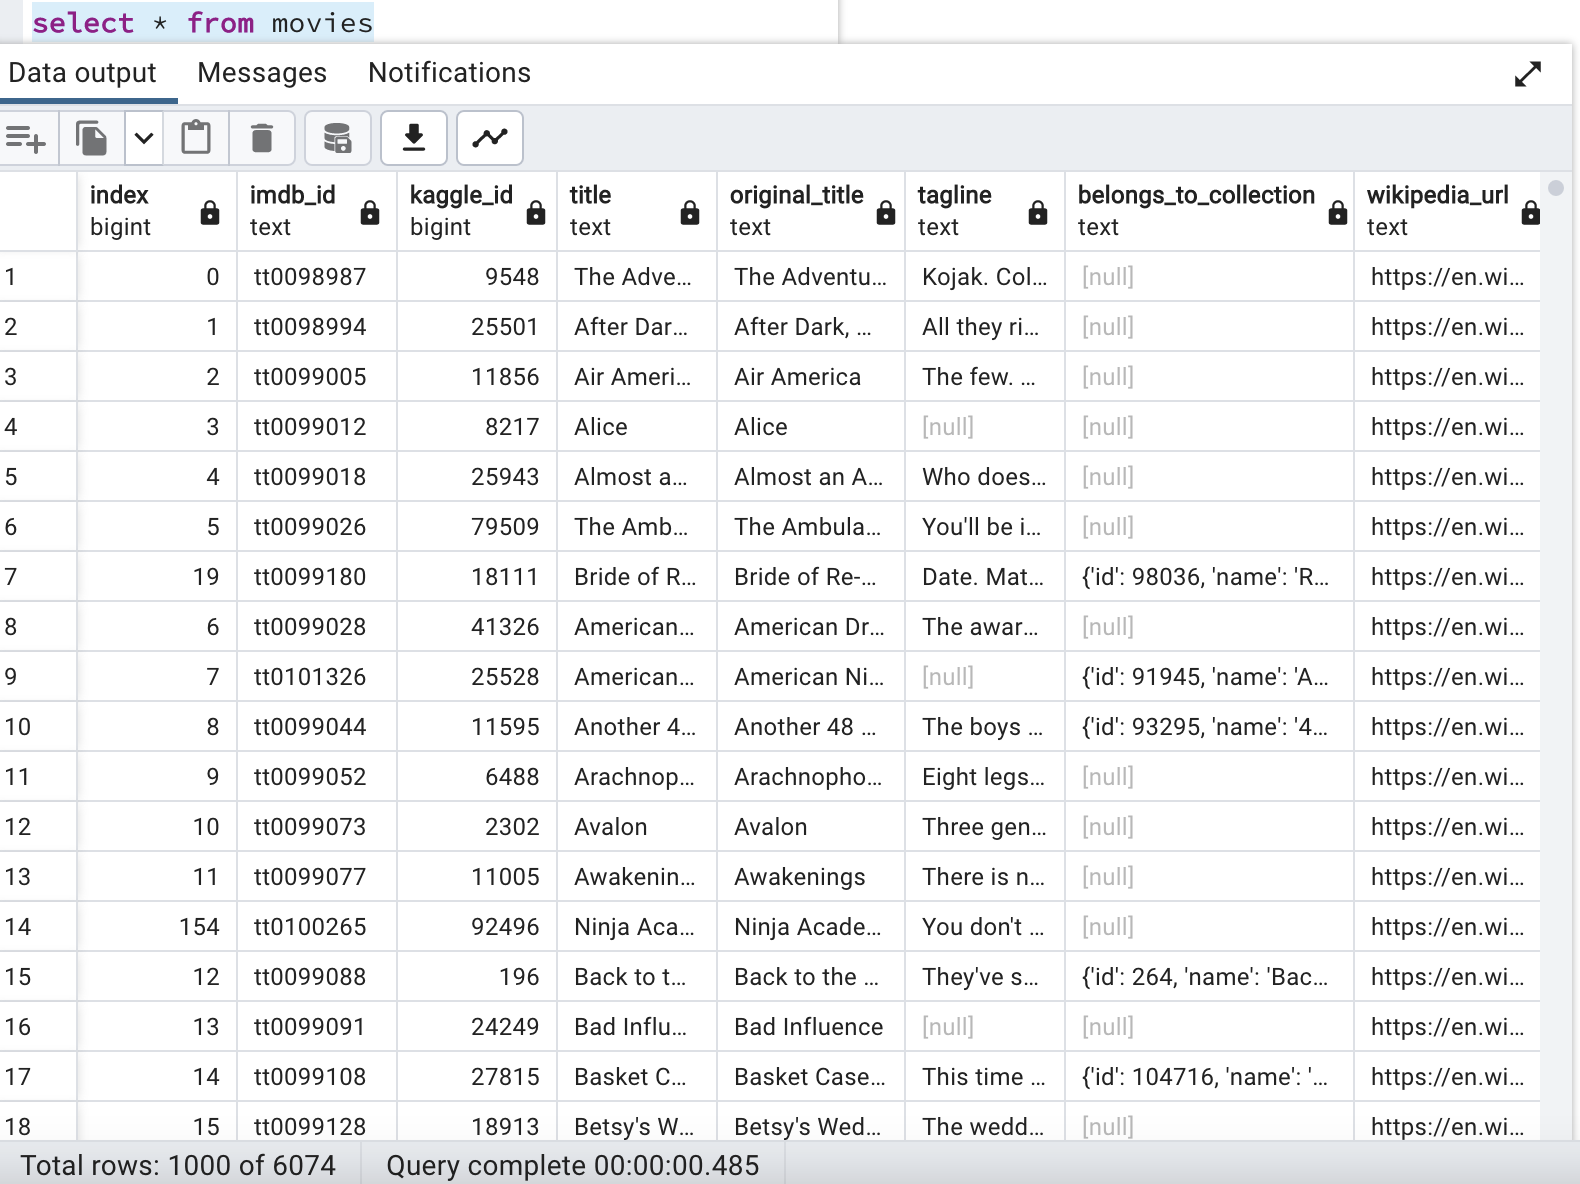 select * from movies
Data output Messages Notifications
index imdb_id kaggle_id title original_title tagline belongs_to_collection wikipedia_url
bigint text bigint text text text text text
1 0 tt0098987 9548 The Adve... The Adventu... Kojak. Col... [null] https://en.wi...
2 1 tt0098994 25501 After Dar... After Dark, ... All they ri... [null] https://en.wi...
3 2 tt0099005 11856 Air Ameri... Air America The few. ... [null] https://en.wi...
4 3 tt0099012 8217 Alice Alice [null] [null] https://en.wi...
5 4 tt0099018 25943 Almost a... Almost an A... Who does... [null] https://en.wi...
6 5 tt0099026 79509 The Amb... The Ambula... You'll be i... [null] https://en.wi...
7 19 tt0099180 18111 Bride of R... Bride of Re-... Date. Mat... {'id': 98036, 'name': 'R... https://en.wi...
8 6 tt0099028 41326 American... American Dr... The awar... [null] https://en.wi...
9 7 tt0101326 25528 American... American Ni... [null] {'id': 91945, 'name': 'A... https://en.wi...
10 8 tt0099044 11595 Another 4... Another 48 ... The boys ... {'id': 93295, 'name': '4... https://en.wi...
11 9 tt0099052 6488 Arachnop... Arachnopho... Eight legs... [null] https://en.wi...
12 10 tt0099073 2302 Avalon Avalon Three gen... [null] https://en.wi...
13 11 tt0099077 11005 Awakenin... Awakenings There is n... [null] https://en.wi...
14 154 tt0100265 92496 Ninja Aca... Ninja Acade... You don't ... [null] https://en.wi...
15 12 tt0099088 196 Back to t... Back to the ... They've s... {'id': 264, 'name': 'Bac... https://en.wi...
16 13 tt0099091 24249 Bad Influ... Bad Influence [null] [null] https://en.wi...
17 14 tt0099108 27815 Basket C... Basket Case... This time ... {'id': 104716, 'name': '... https://en.wi...
18 15 tt0099128 18913 Betsy's W... Betsy's Wed... The wedd... [null] https://en.wi...
Total rows: 1000 of 6074 Query complete 00:00:00.485